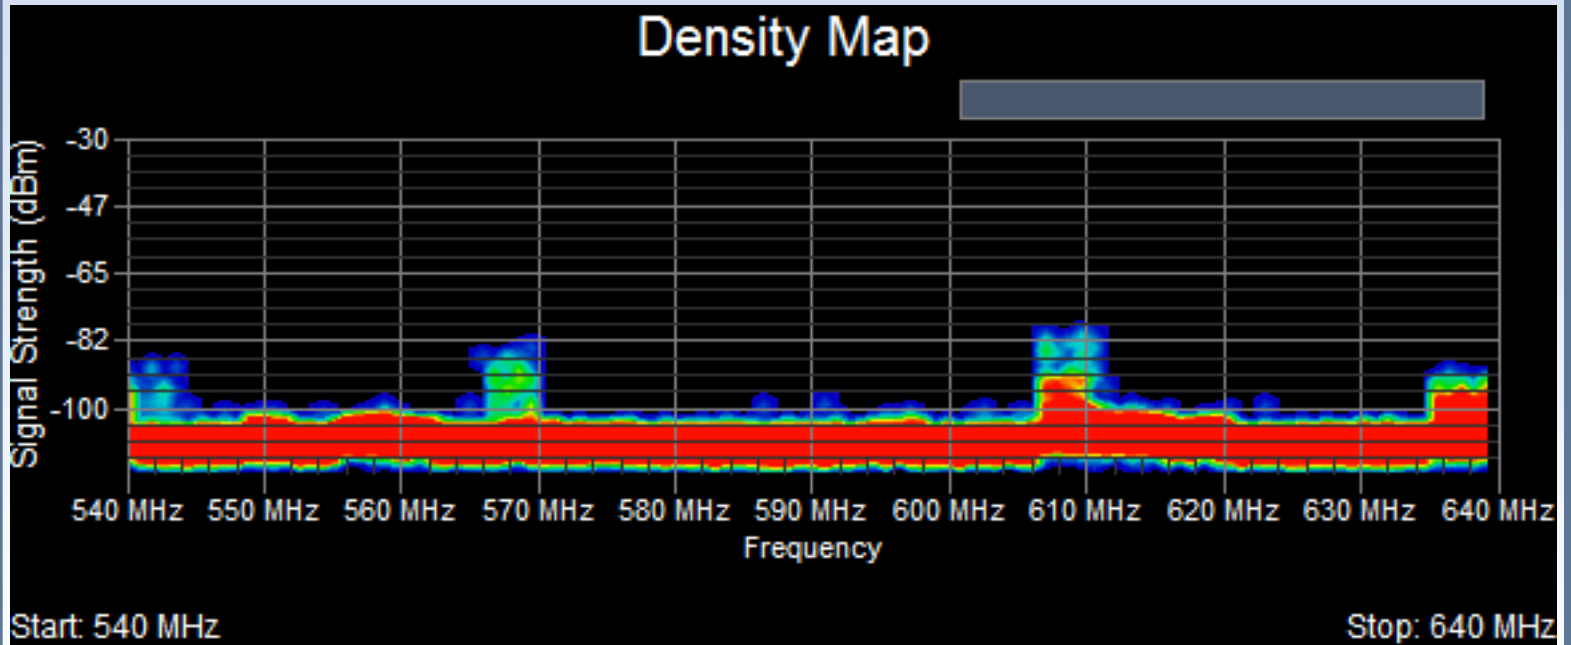 Density Map
Signal Strength (dBm)
-30
-47
-65
-82
-100
540 MHz 550 MHz 560 MHz 570 MHz 580 MHz 590 MHz 600 MHz 610 MHz 620 MHz 630 MHz 640 MHz
Frequency
Start: 540 MHz Stop: 640 MHz